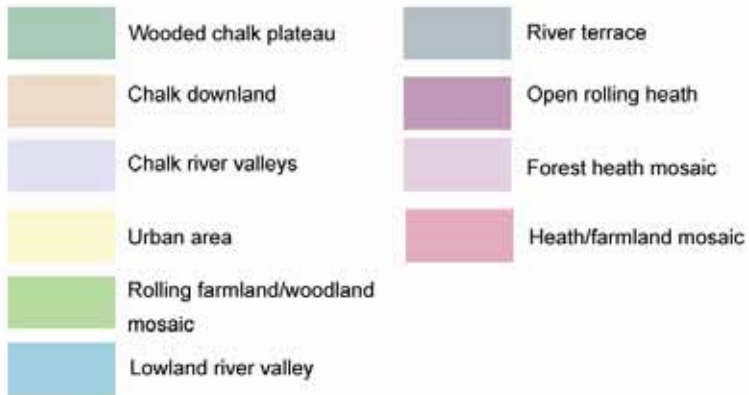 Wooded chalk plateau
Chalk downland
Chalk river valleys
Urban area
Rolling farmland/woodland
mosaic
Lowland river valley
River terrace
Open rolling heath
Forest heath mosaic
Heath/farmland mosaic